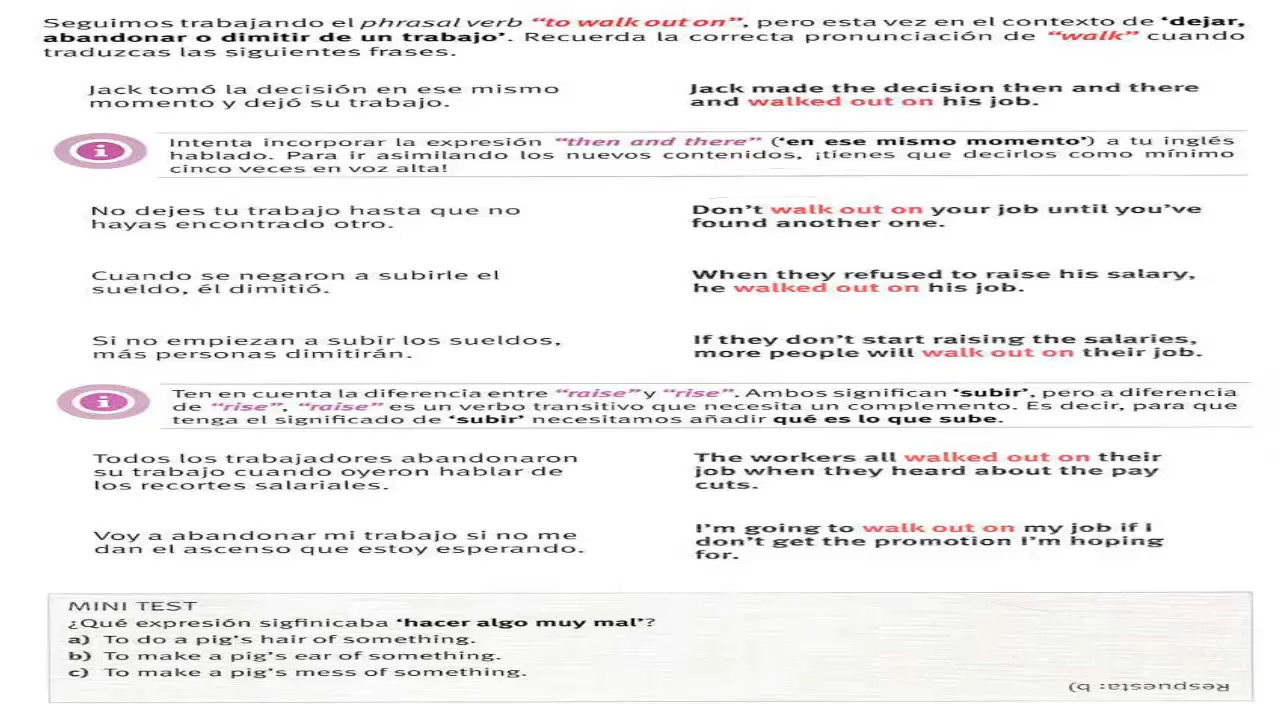 Seguimos trabajando el phrasal verb “to walk out on”, pero esta vez en el contexto de ‘dejar,
abandonar o dimitir de un trabajo’. Recuerda la correcta pronunciación de “walk” cuando
traduzcas las siguientes frases.
Jack tomó la decisión en ese mismo
momento y dejó su trabajo.
Jack made the decision then and there
and walked out on his job.
i
Intenta incorporar la expresión “then and there” (‘en ese mismo momento’) a tu inglés
hablado. Para ir asimilando los nuevos contenidos, ¡tienes que decirlos como mínimo
cinco veces en voz alta!
No dejes tu trabajo hasta que no
hayas encontrado otro.
Don’t walk out on your job until you’ve
found another one.
Cuando se negaron a subirle el
sueldo, él dimitió.
When they refused to raise his salary,
he walked out on his job.
Si no empiezan a subir los sueldos,
más personas dimitirán.
If they don’t start raising the salaries,
more people will walk out on their job.
i
Ten en cuenta la diferencia entre “raise” y “rise”. Ambos significan ‘subir’, pero a diferencia
de “rise”, “raise” es un verbo transitivo que necesita un complemento. Es decir, para que
tenga el significado de ‘subir’ necesitamos añadir qué es lo que sube.
Todos los trabajadores abandonaron
su trabajo cuando oyeron hablar de
los recortes salariales.
The workers all walked out on their
job when they heard about the pay
cuts.
Voy a abandonar mi trabajo si no me
dan el ascenso que estoy esperando.
I’m going to walk out on my job if I
don’t get the promotion I’m hoping
for.
MINI TEST
¿Qué expresión sigfinicaba ‘hacer algo muy mal’?
a) To do a pig’s hair of something.
b) To make a pig’s ear of something.
c) To make a pig’s mess of something.
Respuesta: b)